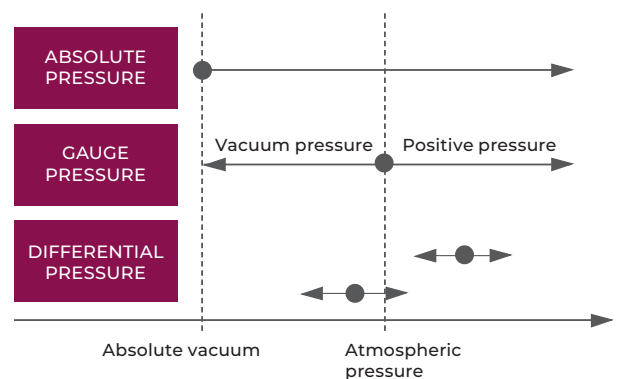 ABSOLUTE
PRESSURE
GAUGE
PRESSURE
Vacuum pressure
Positive pressure
DIFFERENTIAL
PRESSURE
Absolute vacuum
Atmospheric
pressure